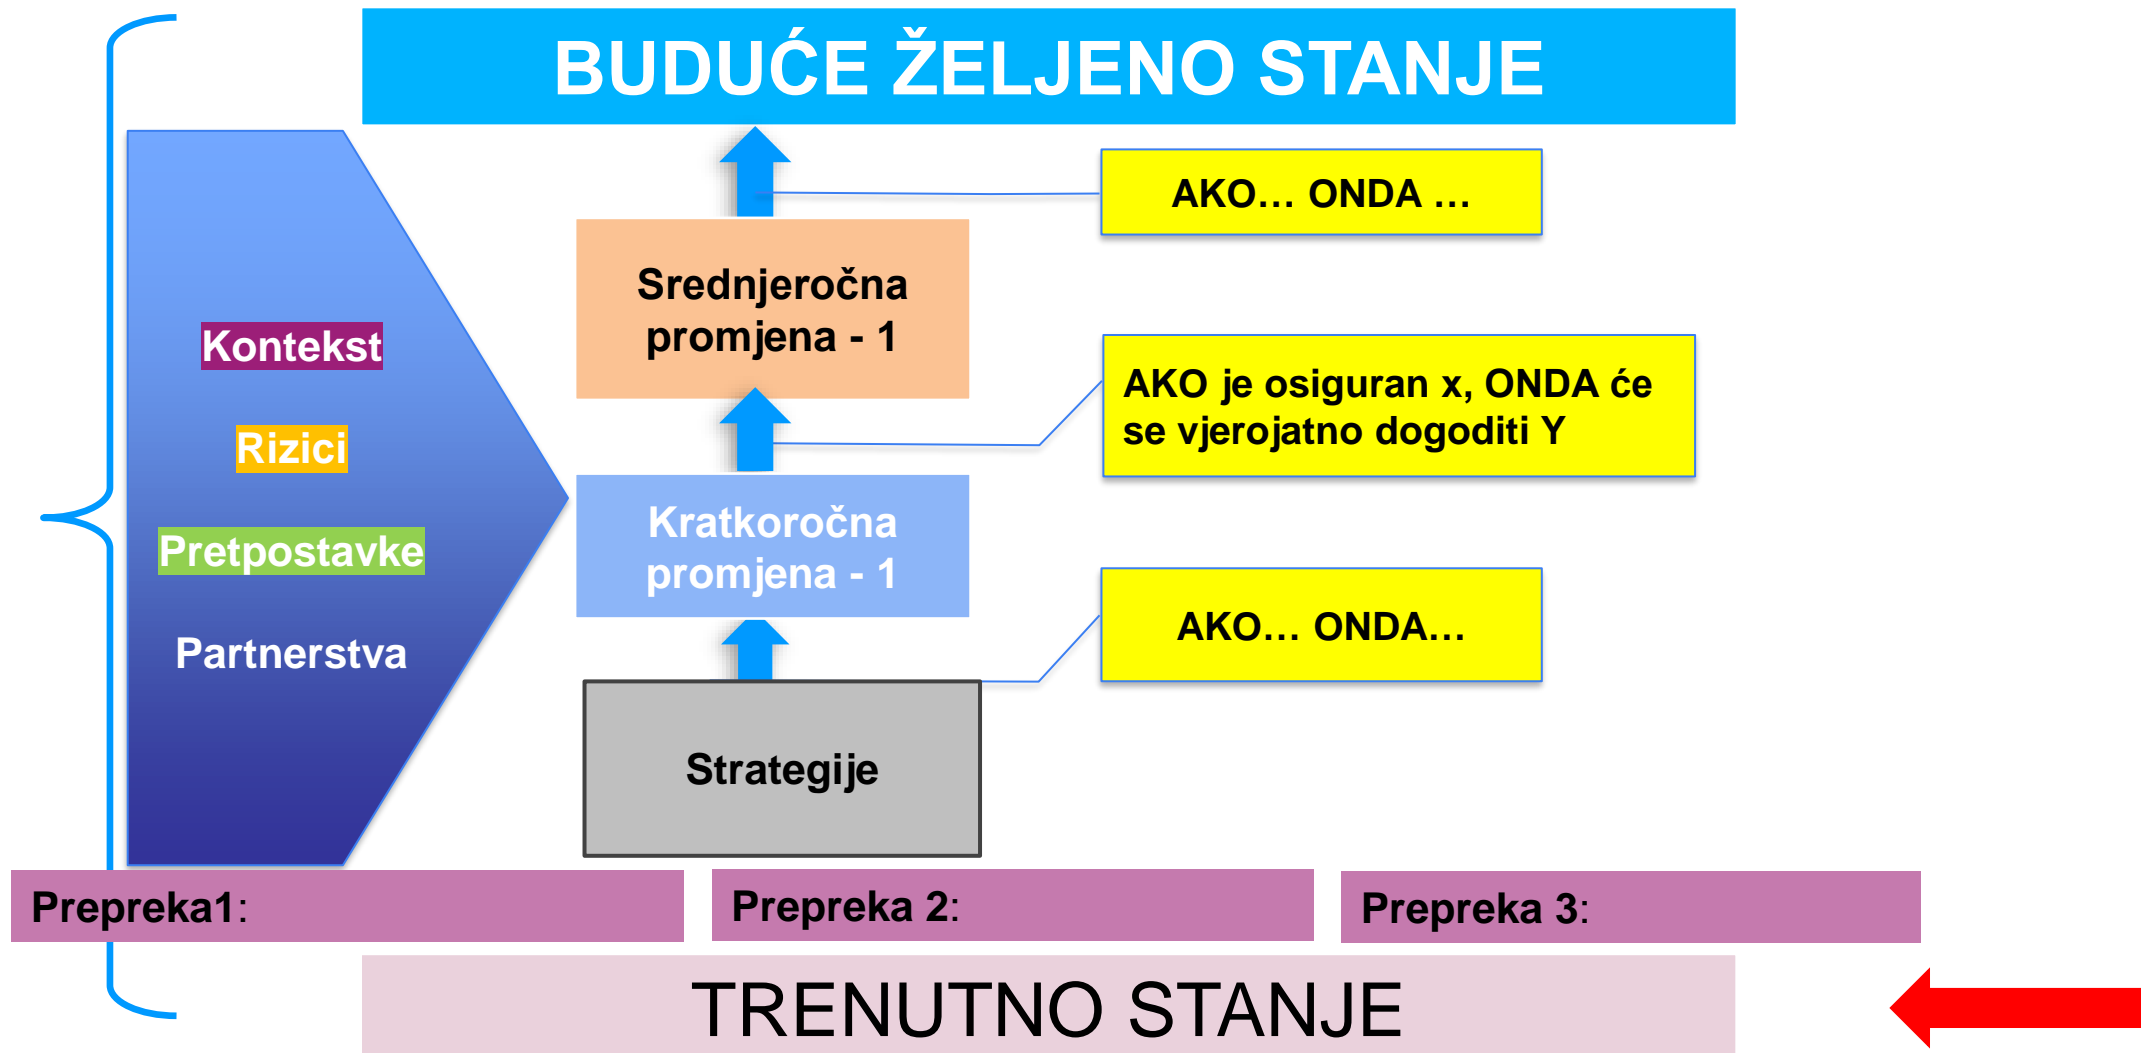 BUDUĆE ŽELJENO STANJE
AKO... ONDA ...
Srednjeročna
promjena - 1
Kontekst
Rizici
Pretpostavke
Partnerstva
AKO je osiguran x, ONDA će
se vjerojatno dogoditi Y
Kratkoročna
promjena - 1
AKO... ONDA...
Strategije
Prepreka1:
Prepreka 2:
Prepreka 3:
TRENUTNO STANJE